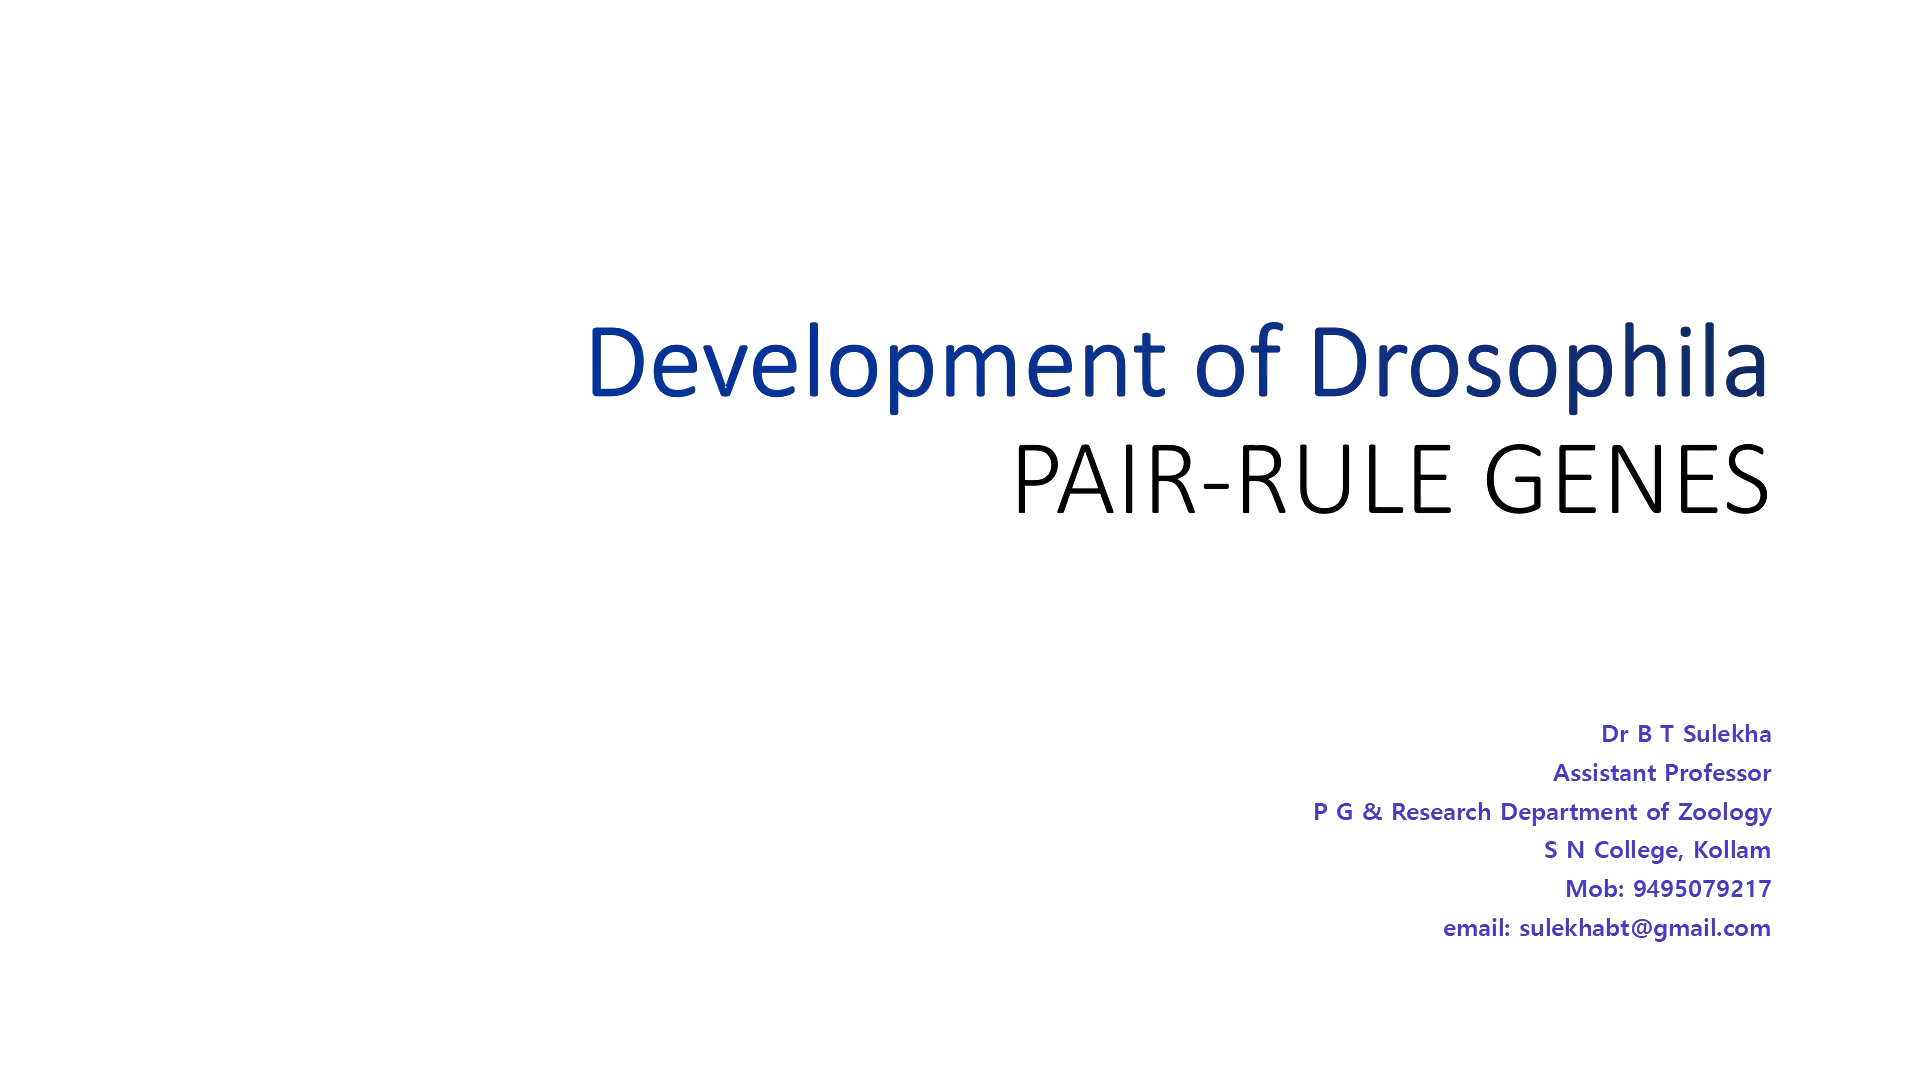 Development of Drosophila
PAIR-RULE GENES
Dr B T Sulekha
Assistant Professor
P G & Research Department of Zoology
S N College, Kollam
Mob: 9495079217
email: sulekhabt@gmail.com